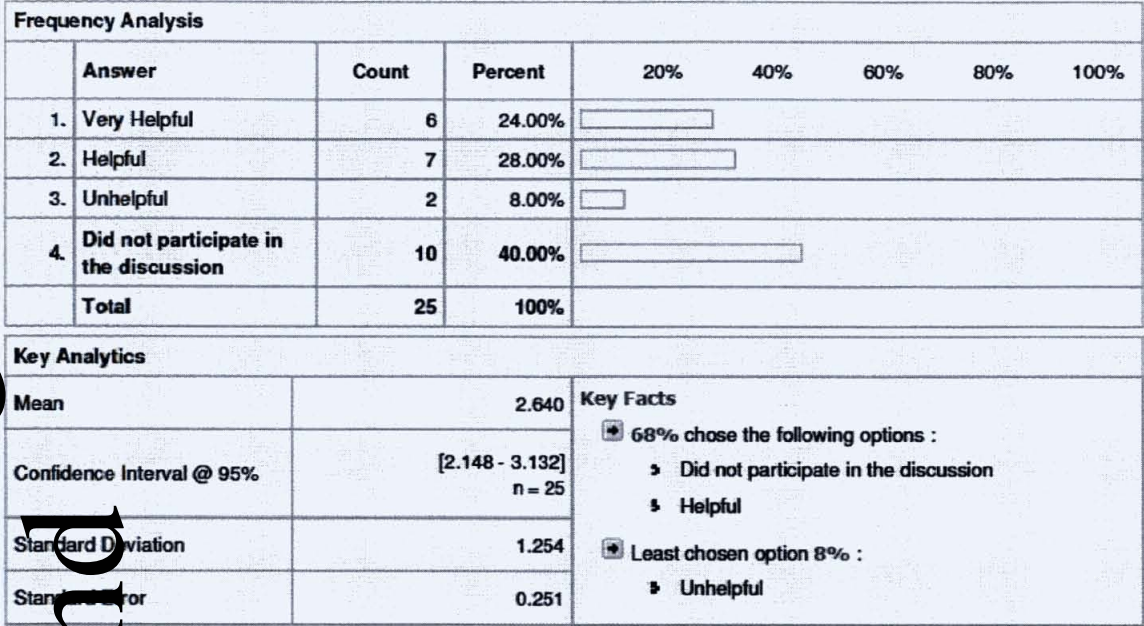 Frequency Analysis
Answer Count Percent 20% 40% 60% 80% 100%
1. Very Helpful 6 24.00%
2. Helpful 7 28.00%
3. Unhelpful 2 8.00%
4. Did not participate in
the discussion 10 40.00%
Total 25 100%
Key Analytics
Mean 2.640
Confidence Interval @ 95% [2.148 - 3.132]
n = 25
Standard Deviation 1.254
Standard Error 0.251
Key Facts
68% chose the following options :
Did not participate in the discussion
Helpful
Least chosen option 8% :
Unhelpful